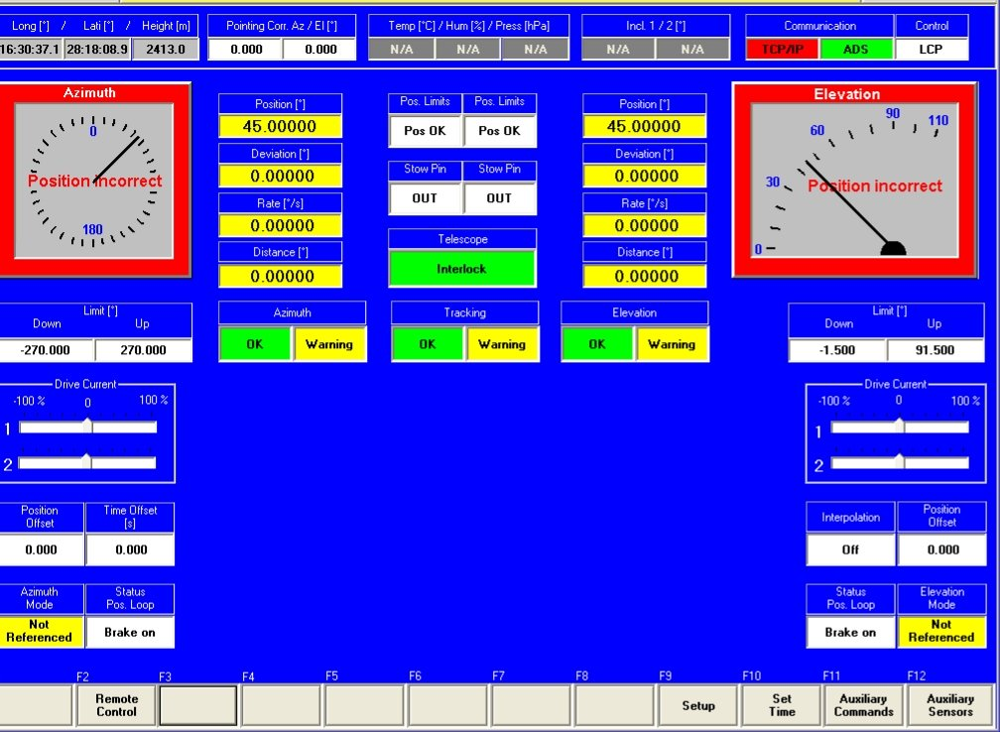 Long [°] / Lati [°] / Height [m]
16:30:37.1 28:18:08.9 2413.0
Pointing Corr. Az / El [°]
0.000 0.000
Temp [°C] / Hum [%] / Press [hPa]
N/A N/A N/A
Incl. 1 / 2 [°]
N/A N/A
Communication
TCP/IP ADS
Control
LCP
Azimuth
0
Position incorrect
180
Position [°]
45.00000
Deviation [°]
0.00000
Rate [°/s]
0.00000
Distance [°]
0.00000
Pos. Limits Pos. Limits
Pos OK Pos OK
Stow Pin Stow Pin
OUT OUT
Telescope
Interlock
Position [°]
45.00000
Deviation [°]
0.00000
Rate [°/s]
0.00000
Distance [°]
0.00000
Elevation
0 30 60 90 110
Position incorrect
Limit [°]
Down Up
-270.000 270.000
Azimuth
OK Warning
Tracking
OK Warning
Elevation
OK Warning
Limit [°]
Down Up
-1.500 91.500
Drive Current
-100 % 0 100 %
1
2
Drive Current
-100 % 0 100 %
1
2
Position
Offset
0.000
Time Offset
[s]
0.000
Interpolation
Off
Position
Offset
0.000
Azimuth
Mode
Not
Referenced
Status
Pos. Loop
Brake on
Status
Pos. Loop
Brake on
Elevation
Mode
Not
Referenced
F2 F3 F4 F5 F6 F7 F8 F9 F10 F11 F12
Remote
Control
Setup
Set
Time
Auxiliary
Commands
Auxiliary
Sensors